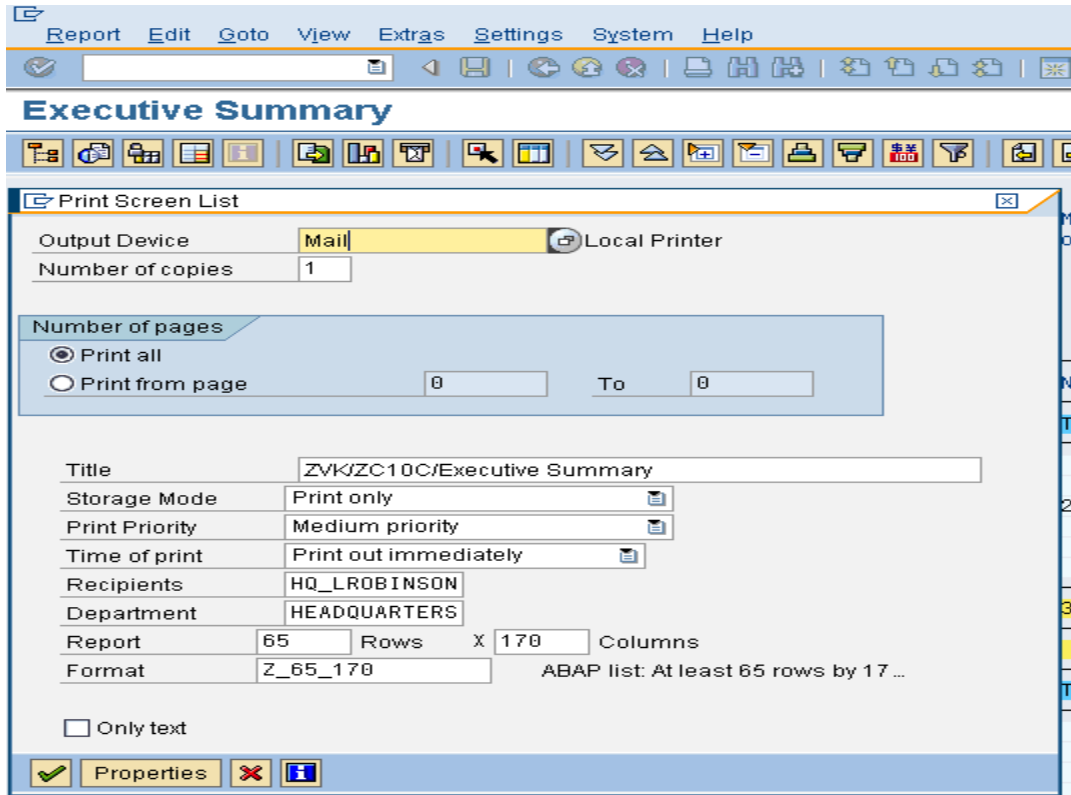 Report Edit Goto View Extras Settings System Help
Executive Summary
Print Screen List
Output Device Mail Local Printer
Number of copies 1
Number of pages
Print all
Print from page 0 To 0
Title ZVK/ZC10C/Executive Summary
Storage Mode Print only
Print Priority Medium priority
Time of print Print out immediately
Recipients HQ_LROBINSON
Department HEADQUARTERS
Report 65 Rows X 170 Columns
Format Z_65_170 ABAP list: At least 65 rows by 17...
Only text
Properties